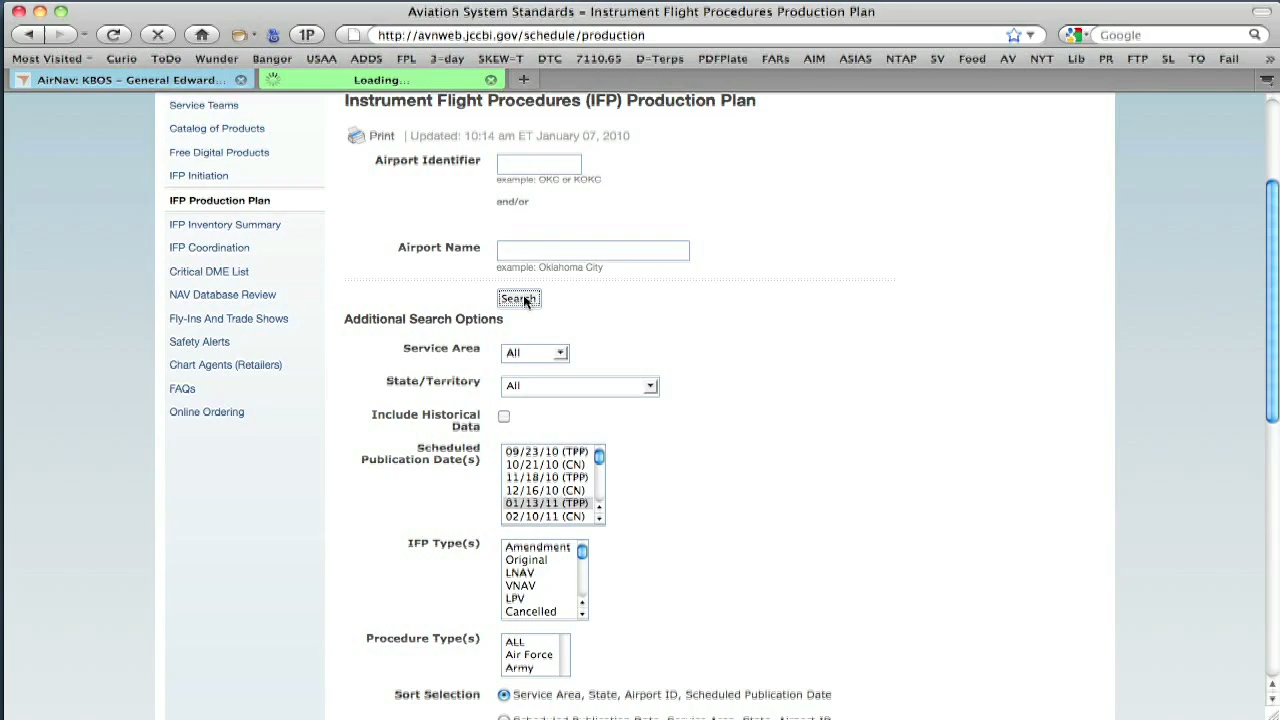 Aviation System Standards – Instrument Flight Procedures Production Plan
1P
http://avnweb.jccbi.gov/schedule/production
Google
Most Visited
Curio
ToDo
Wunder
Bangor
USAA
ADDS
FPL
3-day
SKEW-T
DTC
7110.65
D-Terps
PDFPlate
FARs
AIM
ASIAS
NTAP
SV
Food
AV
NYT
Lib
PR
FTP
SL
TO
Fail
»
AirNav: KBOS – General Edward...
Loading...
Service Teams
Catalog of Products
Free Digital Products
IFP Initiation
IFP Production Plan
IFP Inventory Summary
IFP Coordination
Critical DME List
NAV Database Review
Fly-Ins And Trade Shows
Safety Alerts
Chart Agents (Retailers)
FAQs
Online Ordering
Instrument Flight Procedures (IFP) Production Plan
Print | Updated: 10:14 am ET January 07, 2010
Airport Identifier
example: OKC or KOKC
and/or
Airport Name
example: Oklahoma City
Search
Additional Search Options
Service Area
All
State/Territory
All
Include Historical
Data
Scheduled
Publication Date(s)
09/23/10 (TPP)
10/21/10 (CN)
11/18/10 (TPP)
12/16/10 (CN)
01/13/11 (TPP)
02/10/11 (CN)
IFP Type(s)
Amendment
Original
LNAV
VNAV
LPV
Cancelled
Procedure Type(s)
ALL
Air Force
Army
Sort Selection
Service Area, State, Airport ID, Scheduled Publication Date
Scheduled Publication Date, Service Area, State, Airport ID